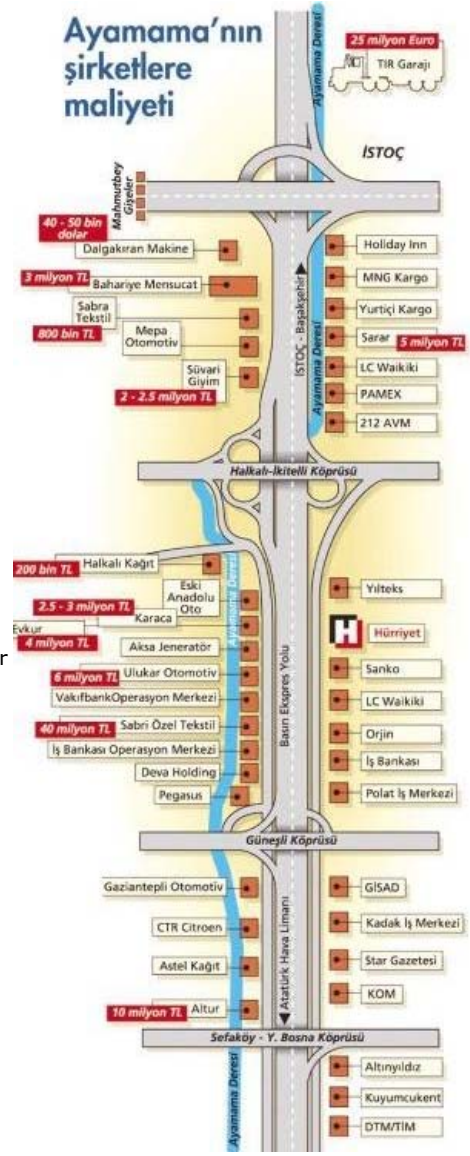 Ayamama'nın
şirketlere
maliyeti
Ayamama Deresi
25 milyon Euro
TIR Garajı
İSTOÇ
Mahmutbey
Gişeler
40 - 50 bin
dolar
Dalgakıran Makine
3 milyon TL
Bahariye Mensucat
Sabra
Tekstil
800 bin TL
Mepa
Otomotiv
Süvari
Giyim
2 - 2.5 milyon TL
İSTOÇ - Başakşehir
Ayamama Deresi
Holiday Inn
MNG Kargo
Yurtiçi Kargo
Sarar
5 milyon TL
LC Waikiki
PAMEX
212 AVM
Halkalı-İkitelli Köprüsü
200 bin TL
Halkalı Kağıt
Eski
Anadolu
Oto
2.5 - 3 milyon TL
Karaca
Evkur
4 milyon TL
Aksa Jeneratör
r
6 milyon TL
Ulukar Otomotiv
VakıfbankOperasyon Merkezi
40 milyon TL
Sabri Özel Tekstil
İş Bankası Operasyon Merkezi
Deva Holding
Pegasus
Ayamama Deresi
Basın Ekspres Yolu
Yılteks
H
Hürriyet
Sanko
LC Waikiki
Orjin
İş Bankası
Polat İş Merkezi
Güneşli Köprüsü
Gaziantepli Otomotiv
CTR Citroen
Astel Kağıt
10 milyon TL
Altur
Atatürk Hava Limanı
GİSAD
Kadak İş Merkezi
Star Gazetesi
KOM
Sefaköy - Y. Bosna Köprüsü
Ayamama Deresi
Altınyıldız
Kuyumcukent
DTM/TİM